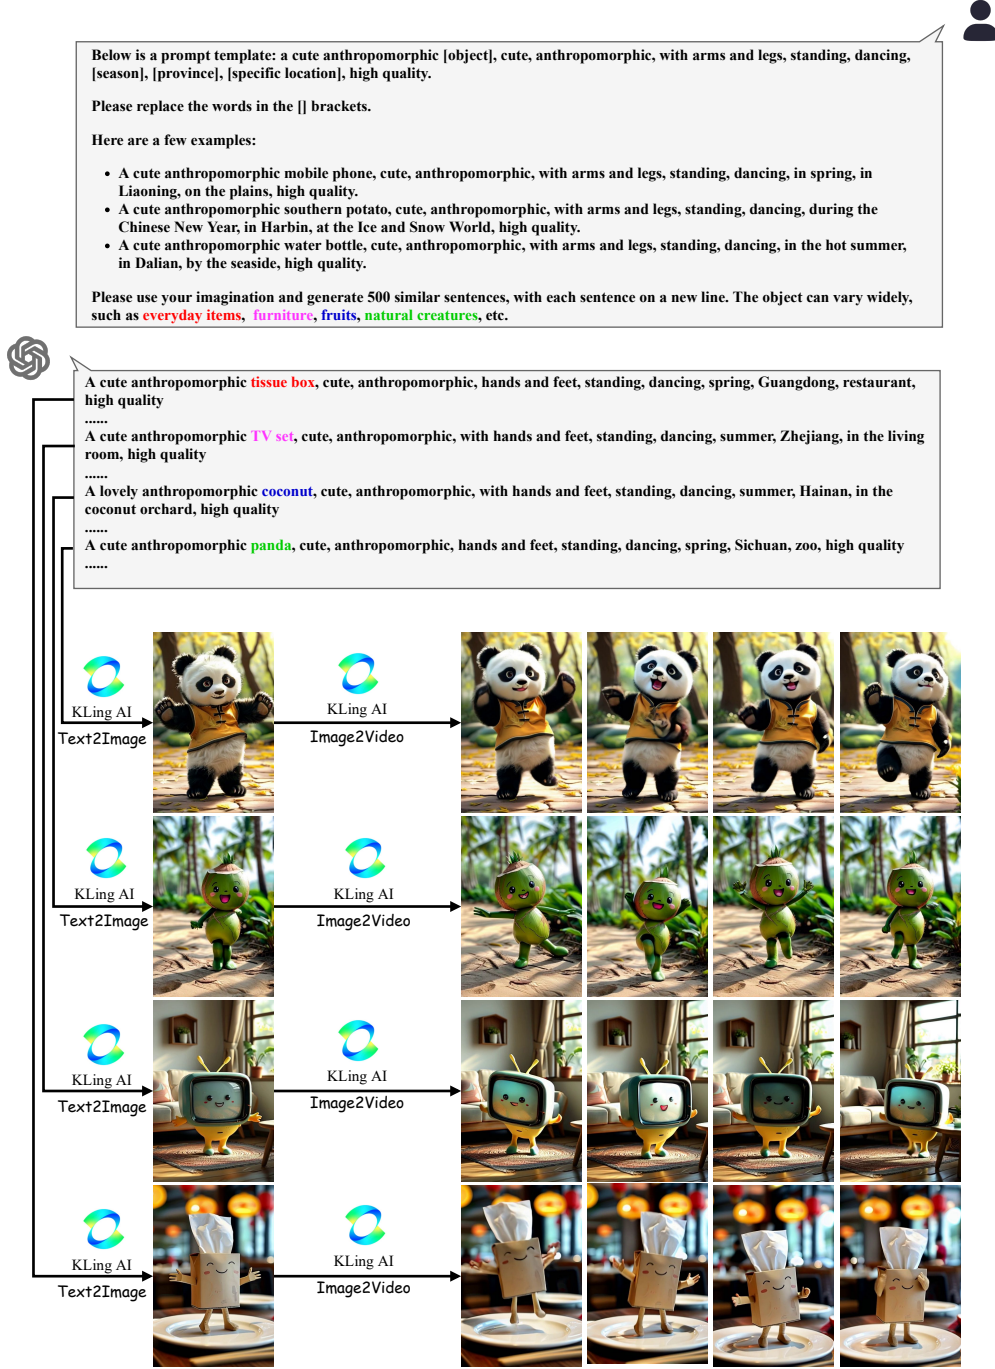 Below is a prompt template: a cute anthropomorphic [object], cute, anthropomorphic, with arms and legs, standing, dancing,
[season], [province], [specific location], high quality.
Please replace the words in the [] brackets.
Here are a few examples:
• A cute anthropomorphic mobile phone, cute, anthropomorphic, with arms and legs, standing, dancing, in spring, in
Liaoning, on the plains, high quality.
• A cute anthropomorphic southern potato, cute, anthropomorphic, with arms and legs, standing, dancing, during the
Chinese New Year, in Harbin, at the Ice and Snow World, high quality.
• A cute anthropomorphic water bottle, cute, anthropomorphic, with arms and legs, standing, dancing, in the hot summer,
in Dalian, by the seaside, high quality.
Please use your imagination and generate 500 similar sentences, with each sentence on a new line. The object can vary widely,
such as everyday items, furniture, fruits, natural creatures, etc.
A cute anthropomorphic tissue box, cute, anthropomorphic, hands and feet, standing, dancing, spring, Guangdong, restaurant,
high quality
......
A cute anthropomorphic TV set, cute, anthropomorphic, with hands and feet, standing, dancing, summer, Zhejiang, in the living
room, high quality
......
A lovely anthropomorphic coconut, cute, anthropomorphic, with hands and feet, standing, dancing, summer, Hainan, in the
coconut orchard, high quality
......
A cute anthropomorphic panda, cute, anthropomorphic, hands and feet, standing, dancing, spring, Sichuan, zoo, high quality
......
KLing AI
Text2Image
KLing AI
Image2Video
KLing AI
Text2Image
KLing AI
Image2Video
KLing AI
Text2Image
KLing AI
Image2Video
KLing AI
Text2Image
KLing AI
Image2Video